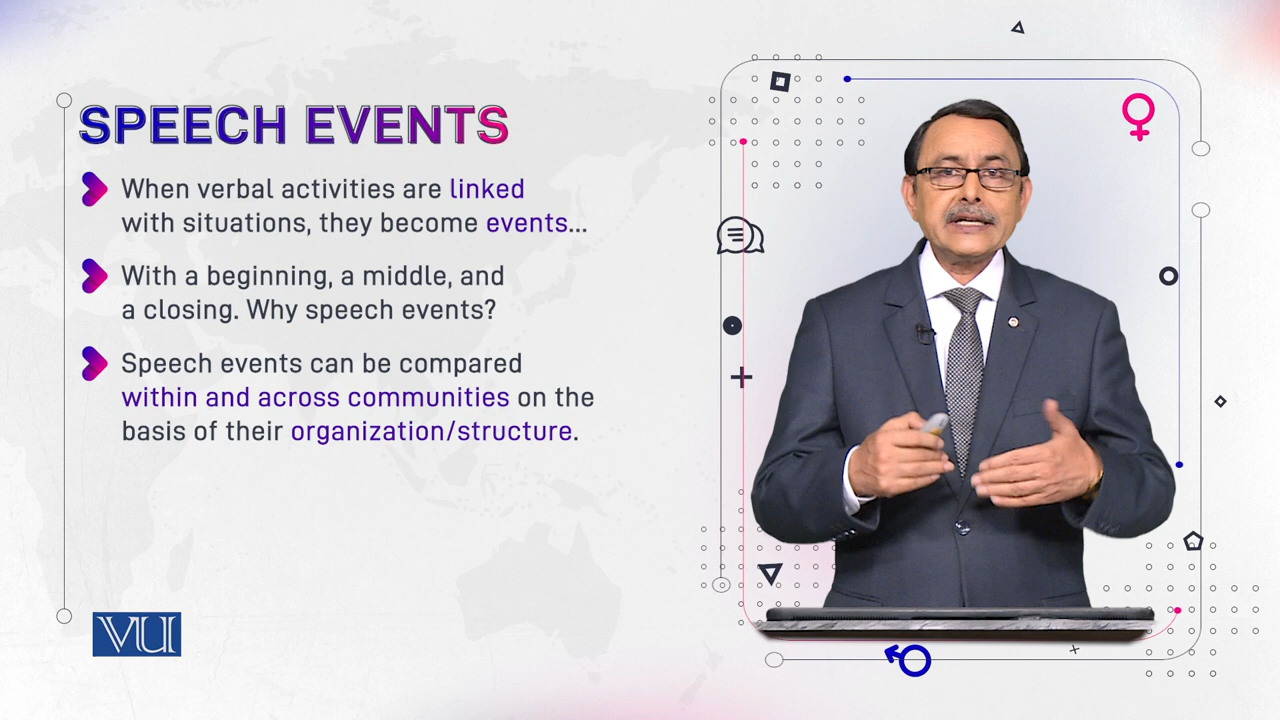 SPEECH EVENTS
When verbal activities are linked
with situations, they become events...
With a beginning, a middle, and
a closing. Why speech events?
Speech events can be compared
within and across communities on the
basis of their organization/structure.
VU